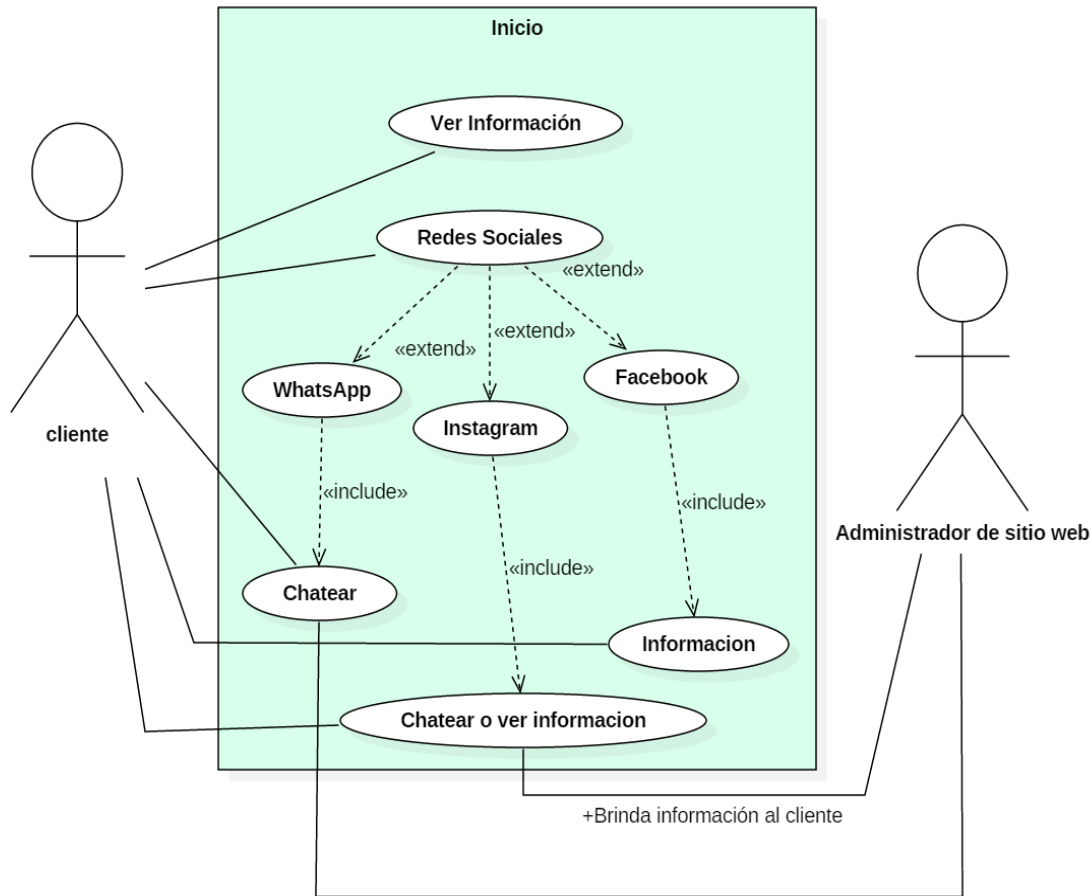 Inicio
Ver Información
Redes Sociales
«extend»
«extend»
«extend»
WhatsApp
Facebook
Instagram
cliente
«include»
«include»
Administrador de sitio web
«include»
Chatear
Informacion
Chatear o ver informacion
+Brinda información al cliente